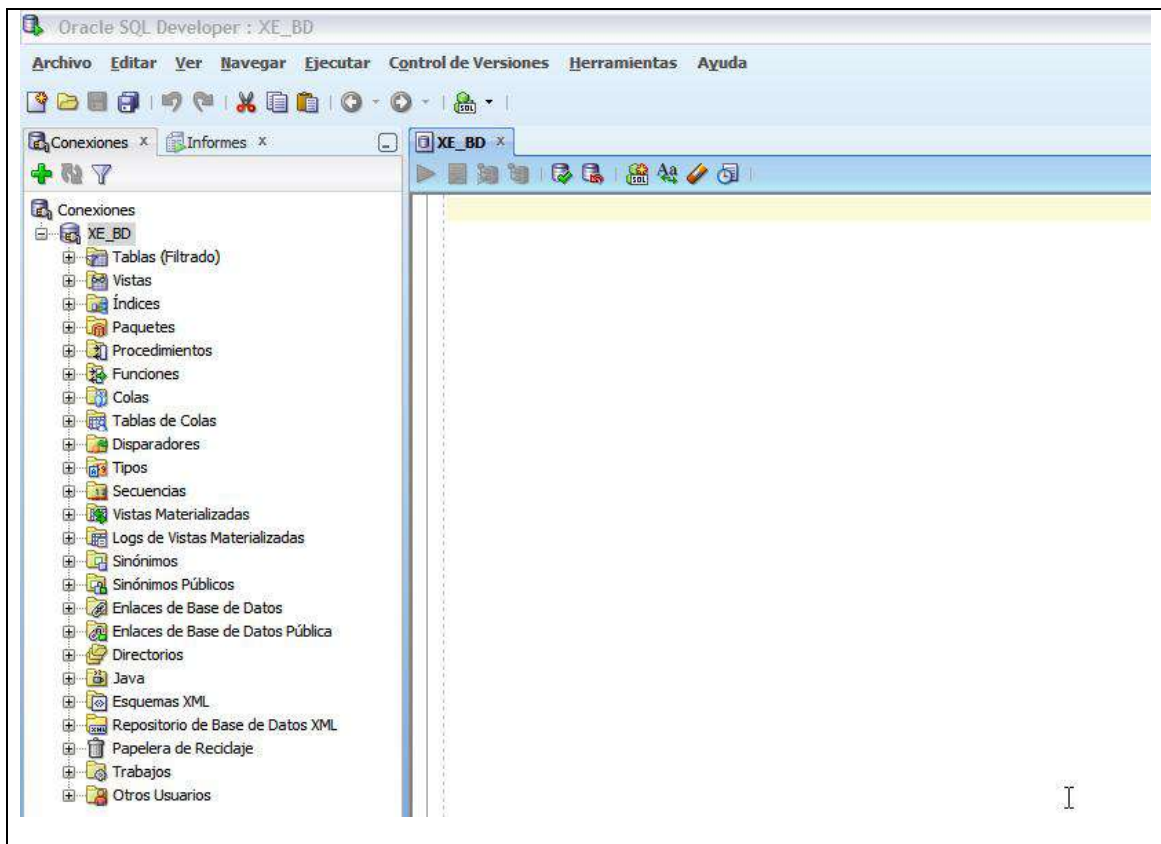 Oracle SQL Developer : XE_BD
Archivo Editar Ver Navegar Ejecutar Control de Versiones Herramientas Ayuda
SQL
Conexiones x Informes x XE_BD x
SQL Aa
Conexiones
XE_BD
Tablas (Filtrado)
Vistas
Índices
Paquetes
Procedimientos
Funciones
Colas
Tablas de Colas
Disparadores
Tipos
Secuencias
Vistas Materializadas
Logs de Vistas Materializadas
Sinónimos
Sinónimos Públicos
Enlaces de Base de Datos
Enlaces de Base de Datos Pública
Directorios
Java
Esquemas XML
Repositorio de Base de Datos XML
Papelera de Reciclaje
Trabajos
Otros Usuarios